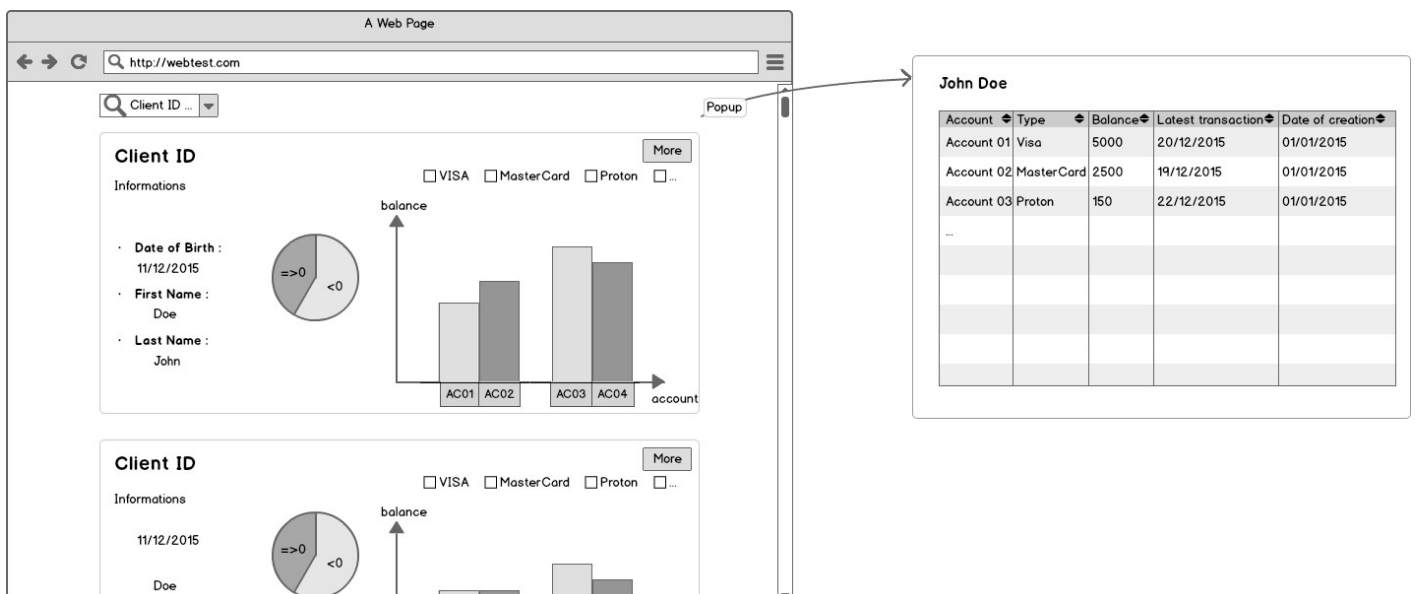 A Web Page
http://webtest.com
Client ID ...
Popup
Client ID
More
Informations
VISA MasterCard Proton ...
balance
· Date of Birth :
11/12/2015
· First Name :
Doe
· Last Name :
John
=>0
<0
AC01 AC02 AC03 AC04
account
Client ID
More
Informations
VISA MasterCard Proton ...
balance
11/12/2015
Doe
=>0
<0
John Doe
Account Type Balance Latest transaction Date of creation
Account 01 Visa 5000 20/12/2015 01/01/2015
Account 02 MasterCard 2500 19/12/2015 01/01/2015
Account 03 Proton 150 22/12/2015 01/01/2015
...